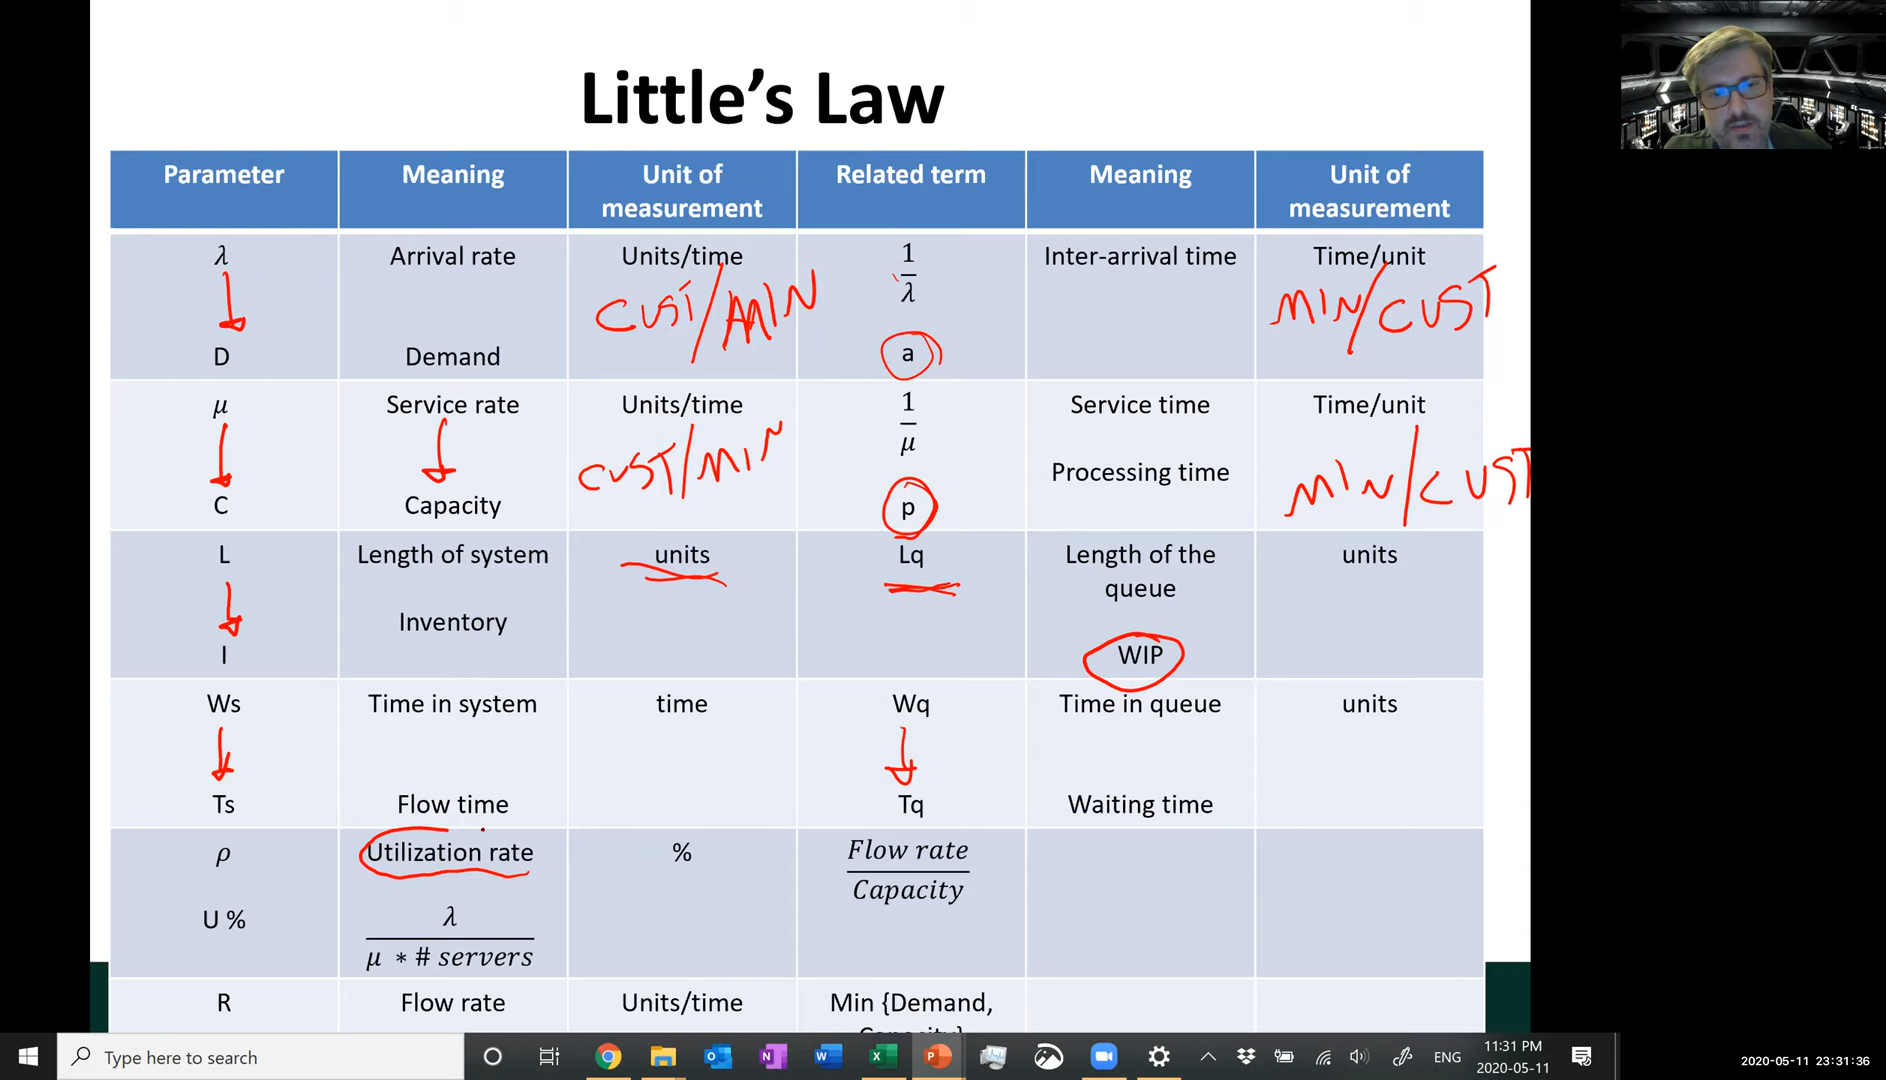 Little's Law
Parameter Meaning Unit of measurement Related term Meaning Unit of measurement
λ Arrival rate Units/time 1/λ Inter-arrival time Time/unit
CUST/MIN MIN/CUST
D Demand a
μ Service rate Units/time 1/μ Service time Time/unit
CUST/MIN Processing time MIN/CUST
C Capacity p
L Length of system units Lq Length of the queue units
Inventory
I WIP
Ws Time in system time Wq Time in queue units
Ts Flow time Tq Waiting time
ρ Utilization rate % Flow rate/Capacity
U % λ/μ * # servers
R Flow rate Units/time Min {Demand,
Capacity}
Type here to search
ENG
11:31 PM
2020-05-11
2020-05-11 23:31:36